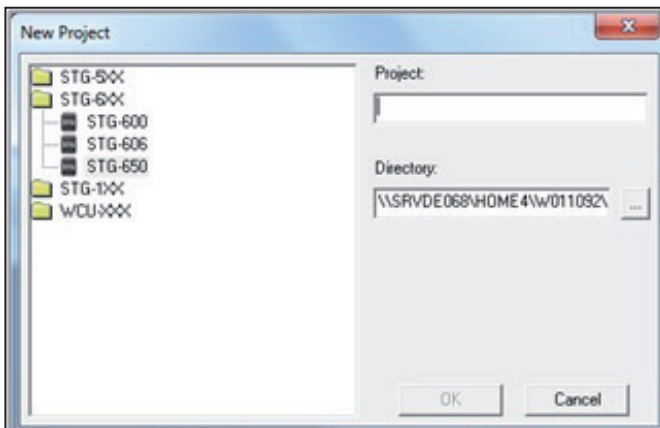 New Project
STG-5XX
STG-6XX
STG-600
STG-606
STG-650
STG-1XX
WCU-XXX
Project:
Directory:
\\SRVDE068\HOME4\W011092\
...
OK
Cancel